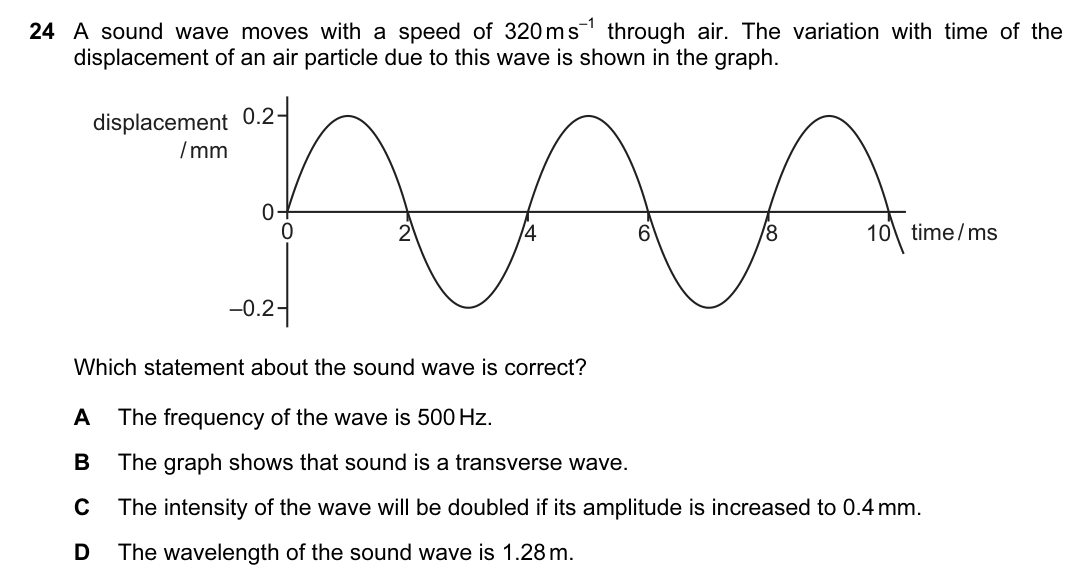 24 A sound wave moves with a speed of 320 m s⁻¹ through air. The variation with time of the
displacement of an air particle due to this wave is shown in the graph.
displacement
/ mm
0.2
0
–0.2
0 2 4 6 8 10 time / ms
Which statement about the sound wave is correct?
A The frequency of the wave is 500 Hz.
B The graph shows that sound is a transverse wave.
C The intensity of the wave will be doubled if its amplitude is increased to 0.4 mm.
D The wavelength of the sound wave is 1.28 m.